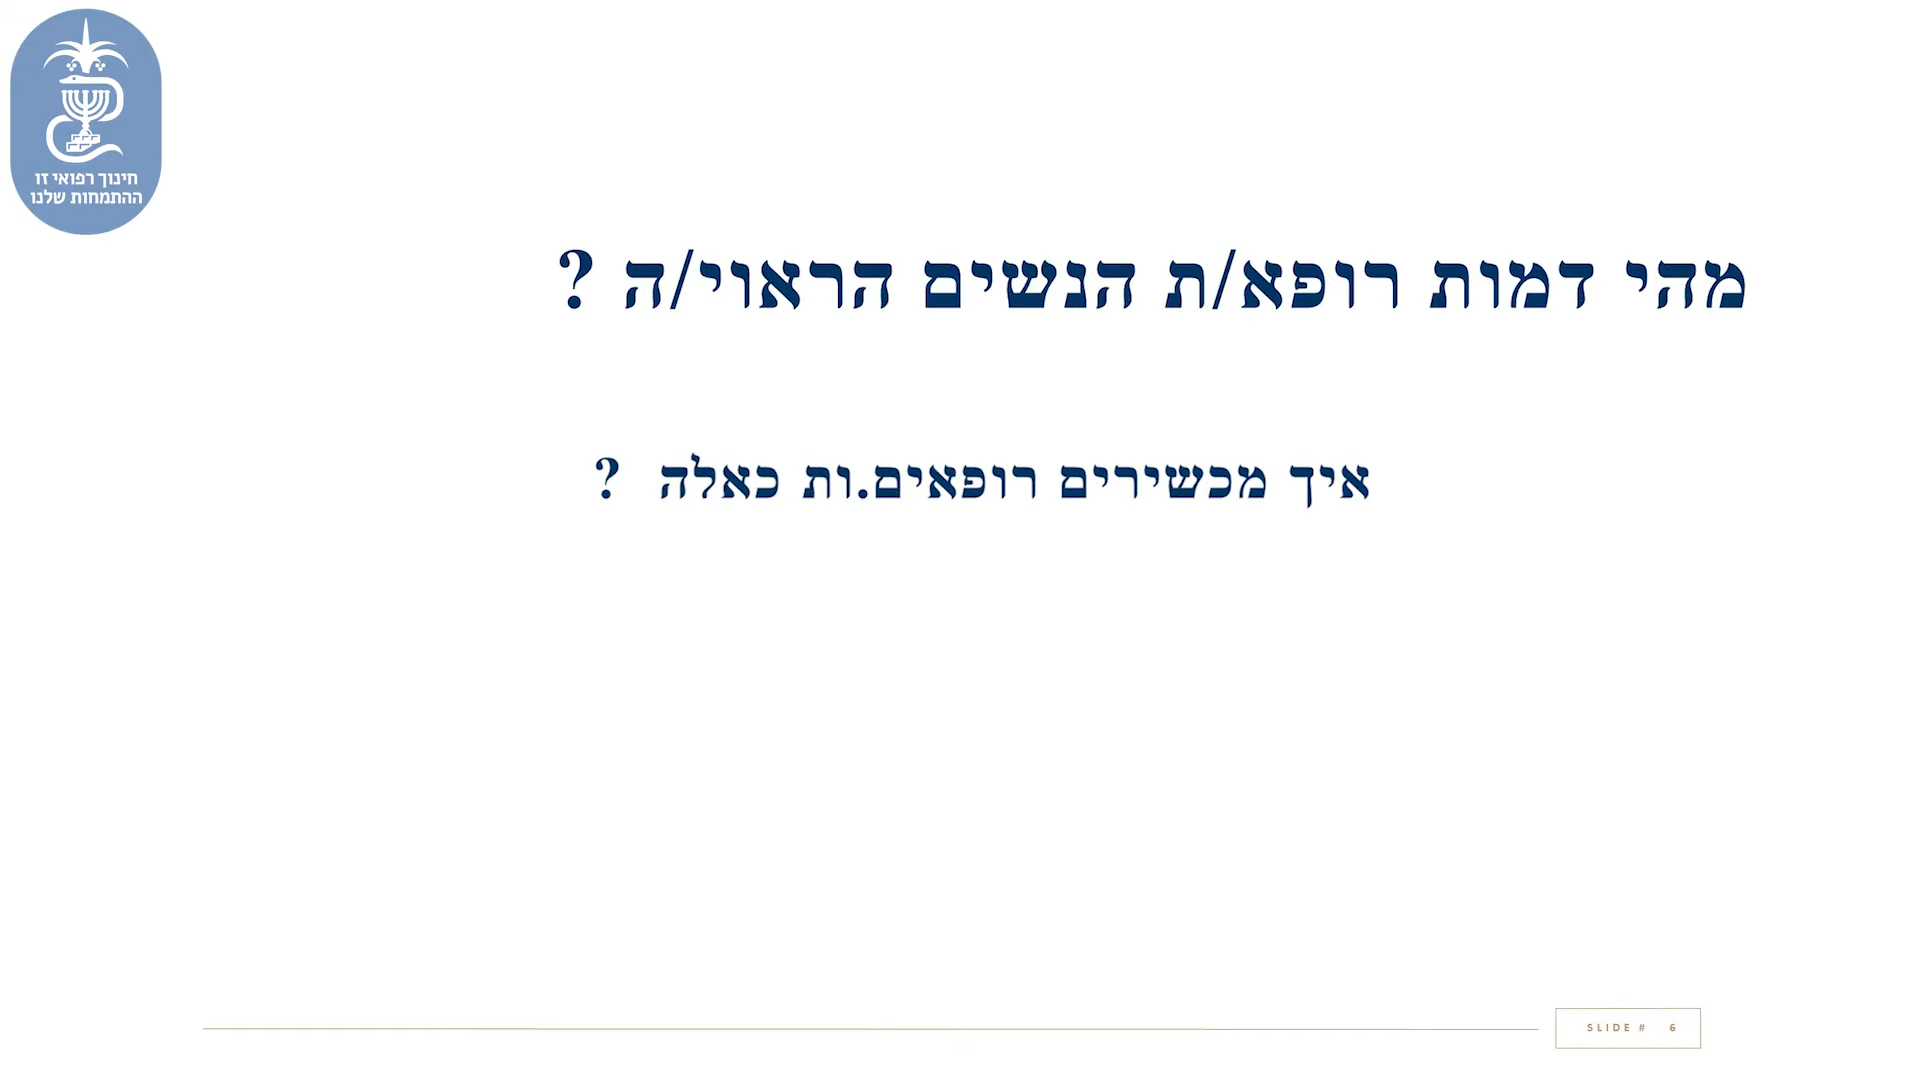 חינוך רפואי זו
ההתמחות שלנו
מהי דמות רופא/ת הנשים הראוי/ה ?
איך מכשירים רופאים.ות כאלה ?
SLIDE # 6